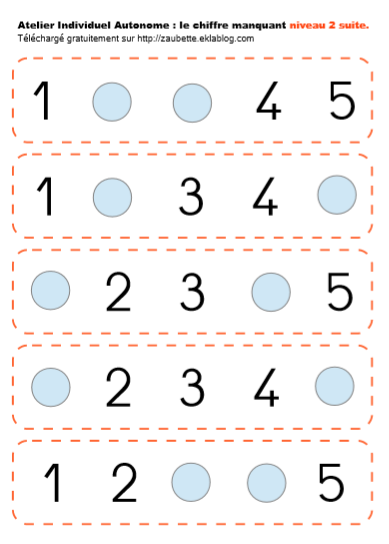 Atelier Individuel Autonome : le chiffre manquant niveau 2 suite.
Téléchargé gratuitement sur http://zaubette.eklablog.com
1 4 5
1 3 4
2 3 5
2 3 4
1 2 5